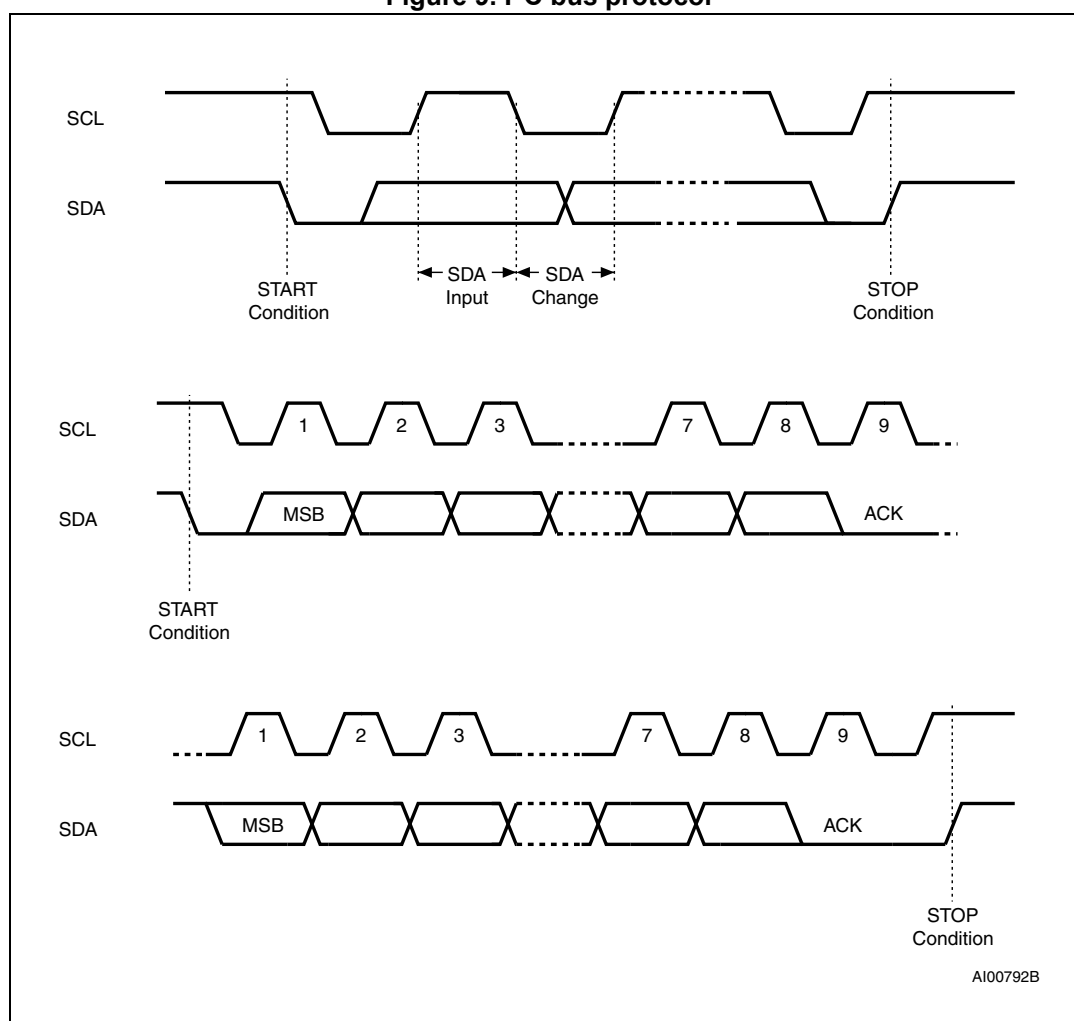 SCL
SDA
START
Condition
SDA
Input
SDA
Change
STOP
Condition
SCL
1 2 3 7 8 9
SDA
MSB ACK
START
Condition
SCL
1 2 3 7 8 9
SDA
MSB ACK
STOP
Condition
AI00792B